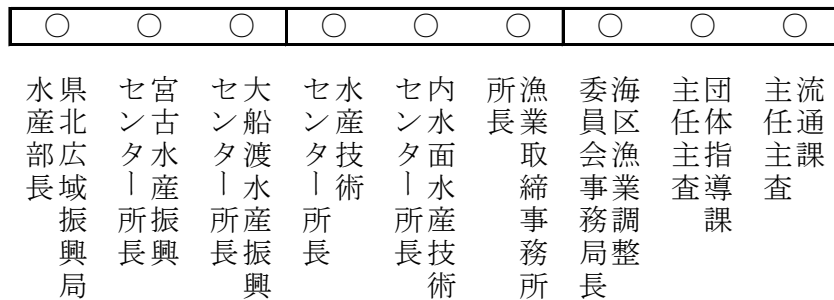 ○ ○ ○ ○ ○ ○ ○ ○ ○
流通課
主任主査
団体指導課
主任主査
海区漁業調整
委員会事務局長
漁業取締事務所
所長
内水面水産技術
センター所長
水産技術
センター所長
大船渡水産振興
センター所長
宮古水産振興
センター所長
県北広域振興局
水産部長